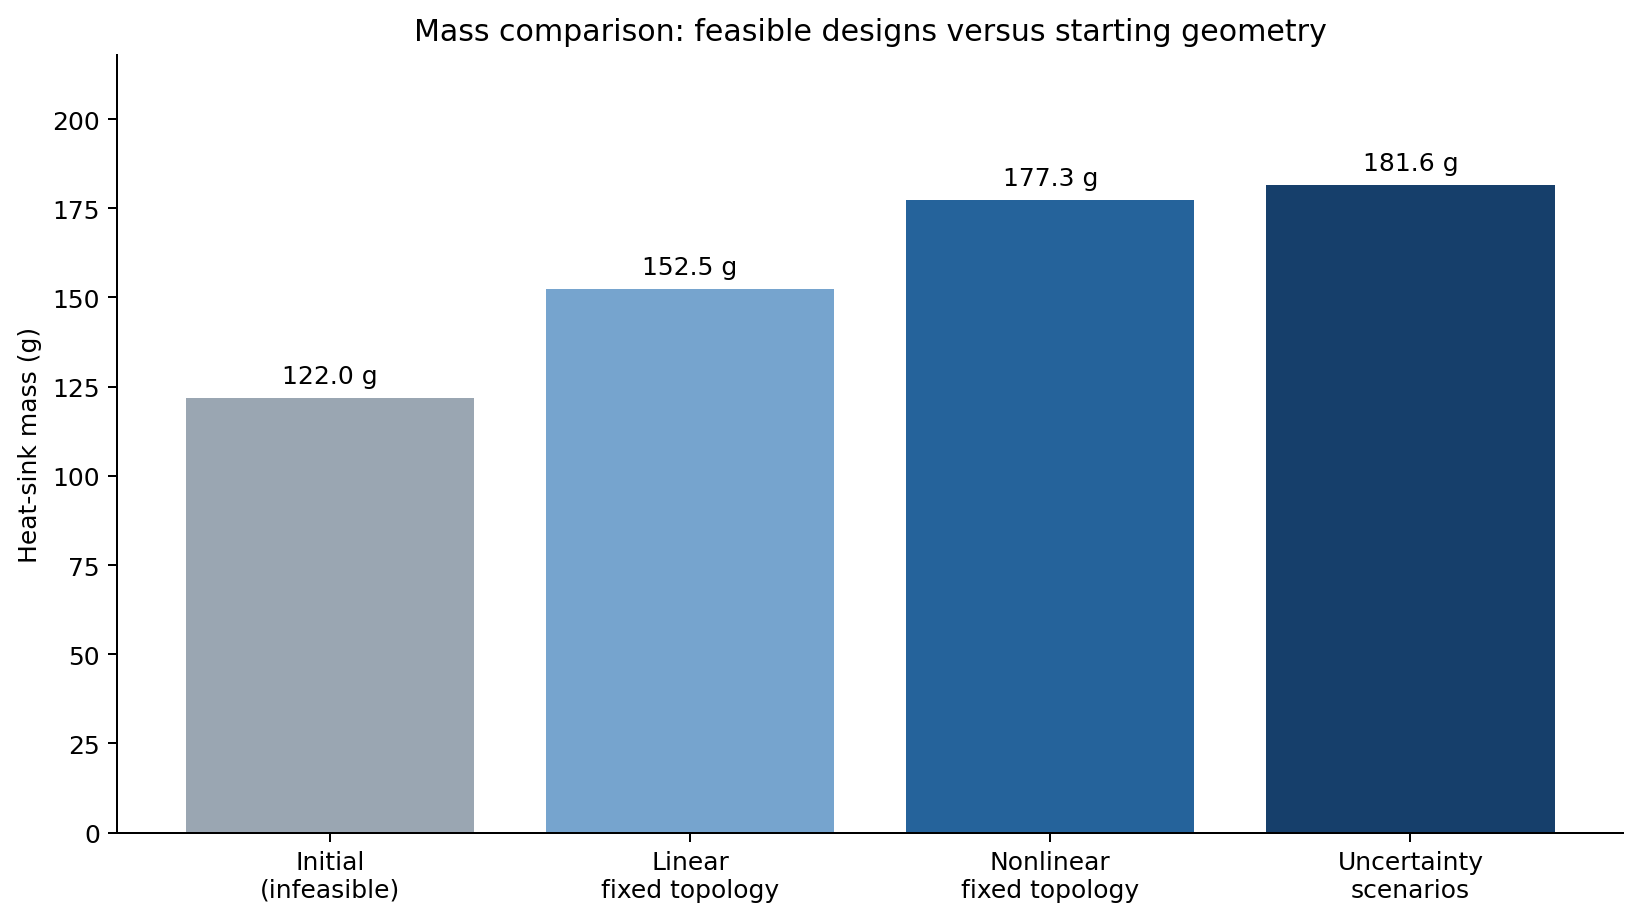 Mass comparison: feasible designs versus starting geometry
Heat-sink mass (g)
200
175
150
125
100
75
50
25
0
122.0 g
152.5 g
177.3 g
181.6 g
Initial
(infeasible)
Linear
fixed topology
Nonlinear
fixed topology
Uncertainty
scenarios